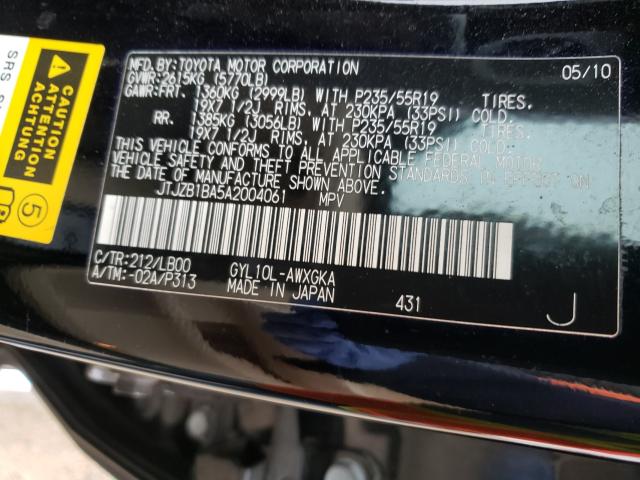 MFD. BY: TOYOTA MOTOR CORPORATION 05/10
GVWR: 2615KG (5770LB)
GAWR: FRT. 1360KG (2999LB) WITH P235/55R19 TIRES.
19X7 1/2J RIMS, AT 230KPA (33PSI) COLD.
RR. 1385KG (3056LB) WITH P235/55R19 TIRES.
19X7 1/2J RIMS, AT 230KPA (33PSI) COLD.
THIS VEHICLE CONFORMS TO ALL APPLICABLE FEDERAL MOTOR
VEHICLE SAFETY AND THEFT PREVENTION STANDARDS IN EFFECT ON
THE DATE OF MANUFACTURE SHOWN ABOVE.
JTJZB1BA5A2004061 MPV
C/TR: 212/LB00 GYL10L-AWXGKA
A/TM: -02A/P313 MADE IN JAPAN 431 J
SRS
CAUTION
ATTENTION
ACHTUNG
5